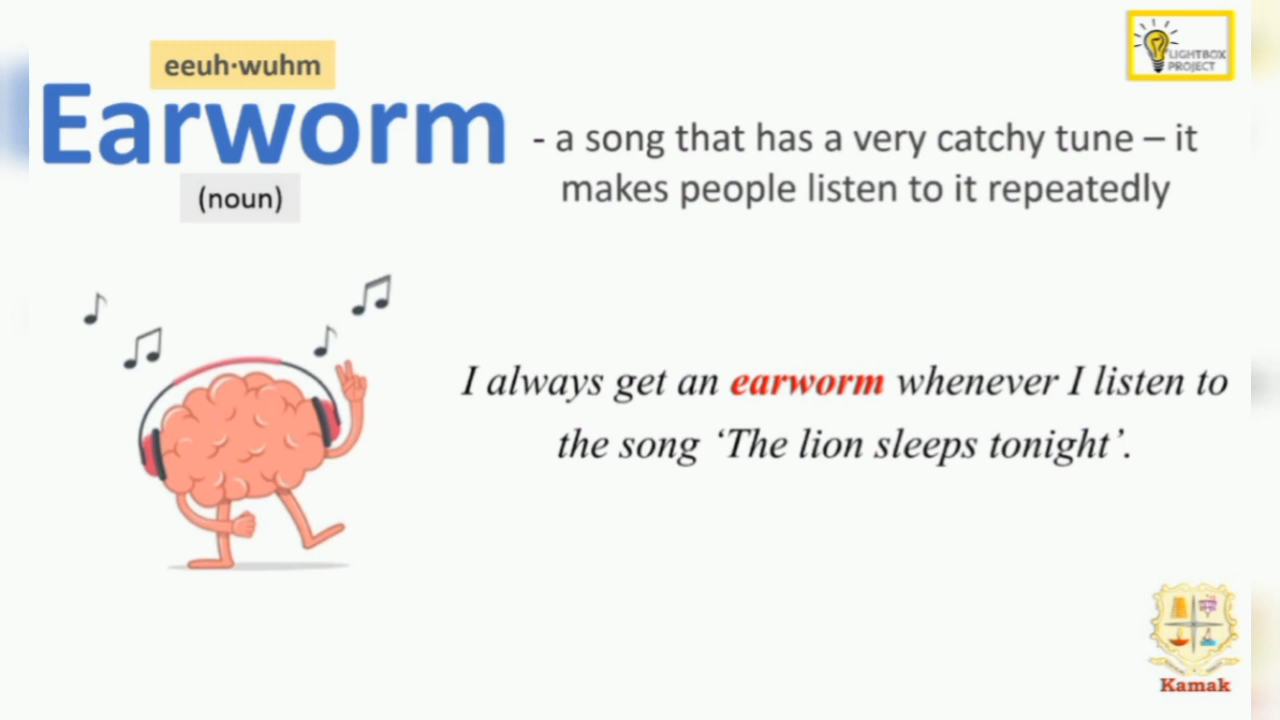 eeuh·wuhm
LIGHTBOX
PROJECT
Earworm
- a song that has a very catchy tune – it
makes people listen to it repeatedly
(noun)
I always get an earworm whenever I listen to
the song ‘The lion sleeps tonight’.
Kamak